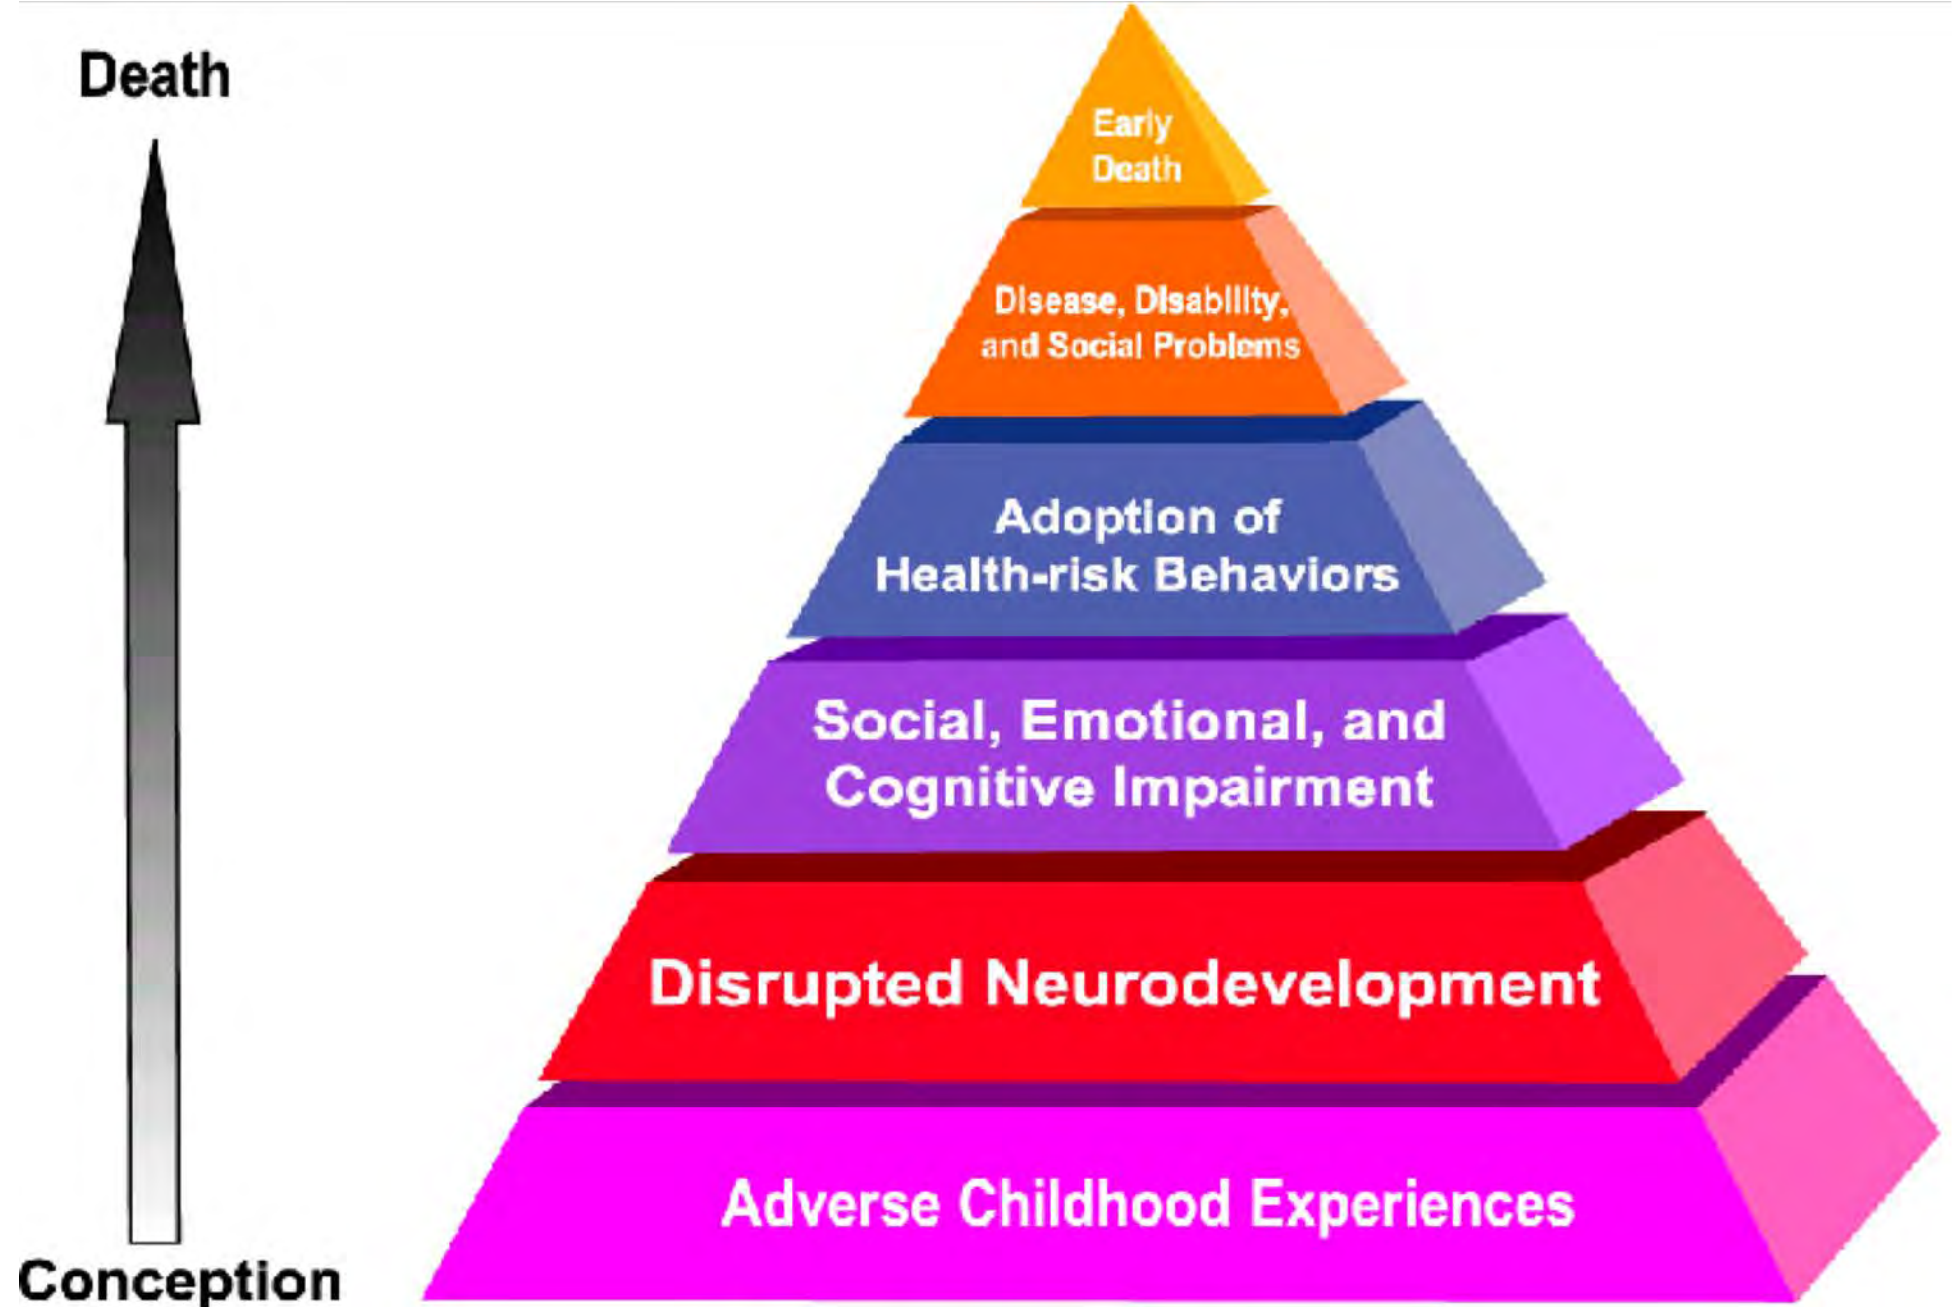 Death
Early
Death
Disease, Disability,
and Social Problems
Adoption of
Health-risk Behaviors
Social, Emotional, and
Cognitive Impairment
Disrupted Neurodevelopment
Adverse Childhood Experiences
Conception